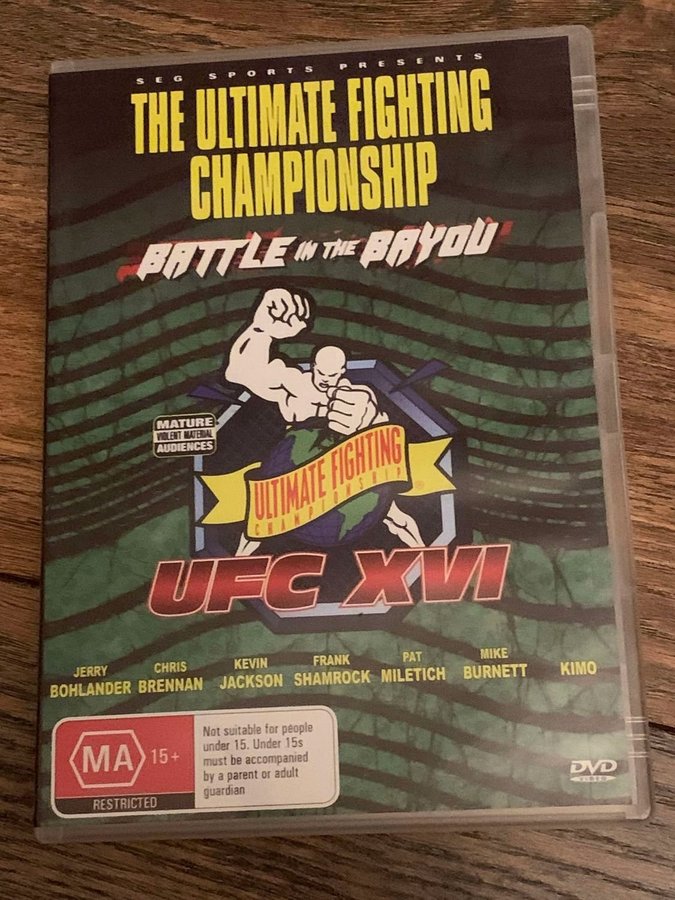 SEG SPORTS PRESENTS
THE ULTIMATE FIGHTING
CHAMPIONSHIP
BATTLE IN THE BAYOU
MATURE
VIOLENT MATERIAL
AUDIENCES
ULTIMATE FIGHTING
CHAMPIONSHIP
®
UFC XVI
JERRY
BOHLANDER
CHRIS
BRENNAN
KEVIN
JACKSON
FRANK
SHAMROCK
PAT
MILETICH
MIKE
BURNETT
KIMO
MA 15+
RESTRICTED
Not suitable for people
under 15. Under 15s
must be accompanied
by a parent or adult
guardian
DVD
VIDEO